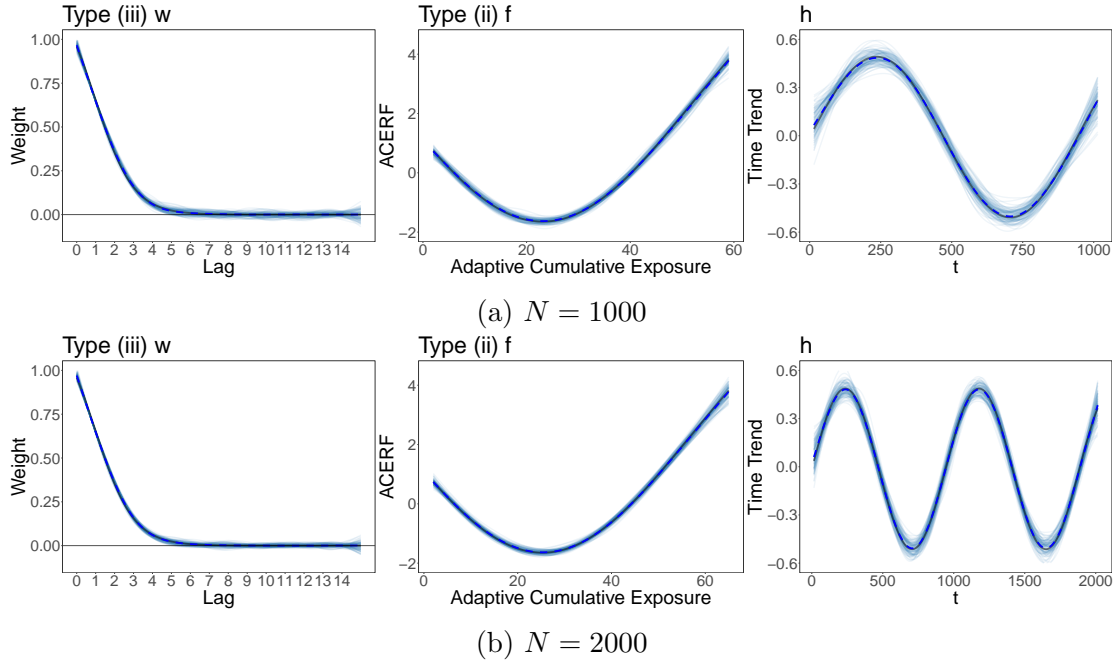 Type (iii) w
Type (ii) f
h
Weight
1.00
0.75
0.50
0.25
0.00
0 1 2 3 4 5 6 7 8 9 10 11 12 13 14
Lag
ACERF
4
2
0
−2
0 20 40 60
Adaptive Cumulative Exposure
Time Trend
0.6
0.3
0.0
−0.3
−0.6
0 250 500 750 1000
t
(a) N = 1000
Type (iii) w
Type (ii) f
h
Weight
1.00
0.75
0.50
0.25
0.00
0 1 2 3 4 5 6 7 8 9 10 11 12 13 14
Lag
ACERF
4
2
0
−2
0 20 40 60
Adaptive Cumulative Exposure
Time Trend
0.6
0.3
0.0
−0.3
−0.6
0 500 1000 1500 2000
t
(b) N = 2000